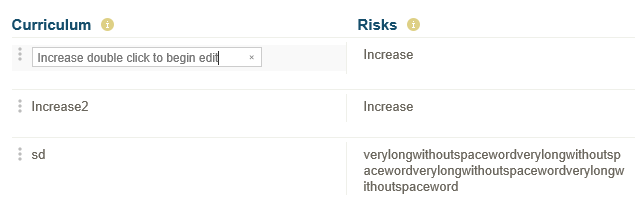 Curriculum Risks
Increase double click to begin edit × Increase
Increase2 Increase
sd verylongwithoutspacewordverylongwithoutsp
acewordverylongwithoutspacewordverylongw
ithoutspaceword